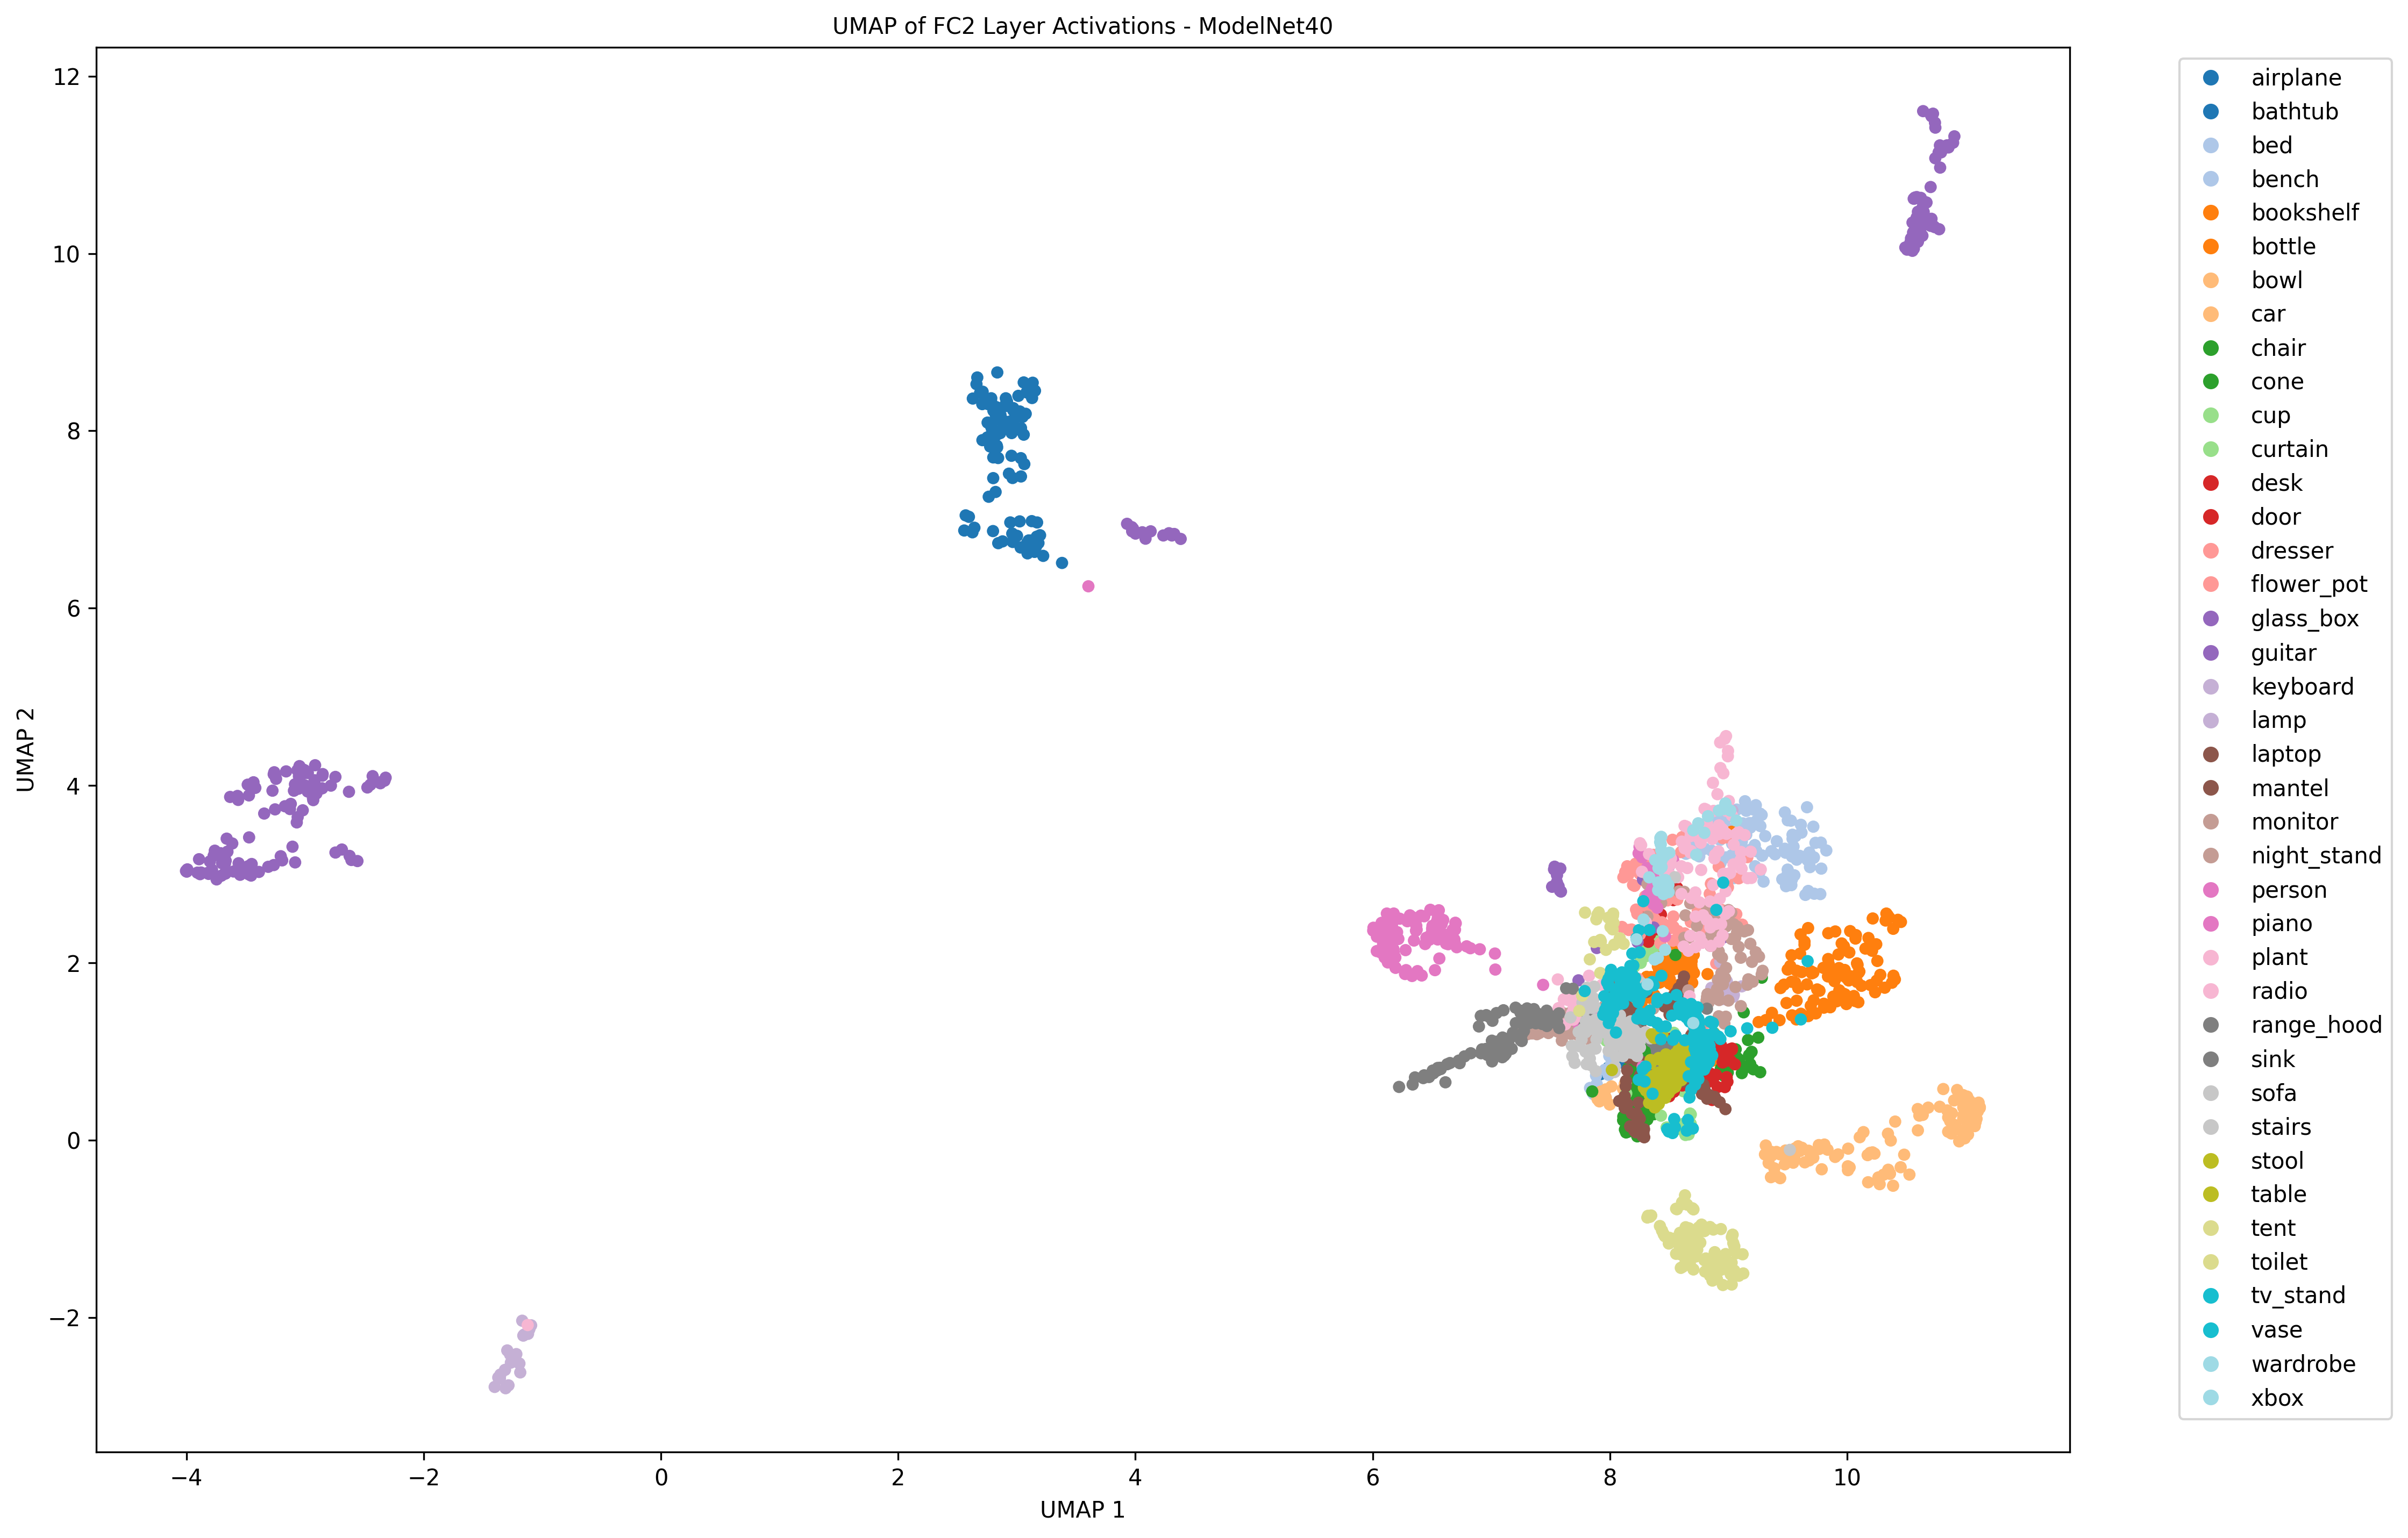 UMAP of FC2 Layer Activations - ModelNet40
12
10
8
6
4
2
0
−2
UMAP 2
−4
−2
0
2
4
6
8
10
UMAP 1
airplane
bathtub
bed
bench
bookshelf
bottle
bowl
car
chair
cone
cup
curtain
desk
door
dresser
flower_pot
glass_box
guitar
keyboard
lamp
laptop
mantel
monitor
night_stand
person
piano
plant
radio
range_hood
sink
sofa
stairs
stool
table
tent
toilet
tv_stand
vase
wardrobe
xbox